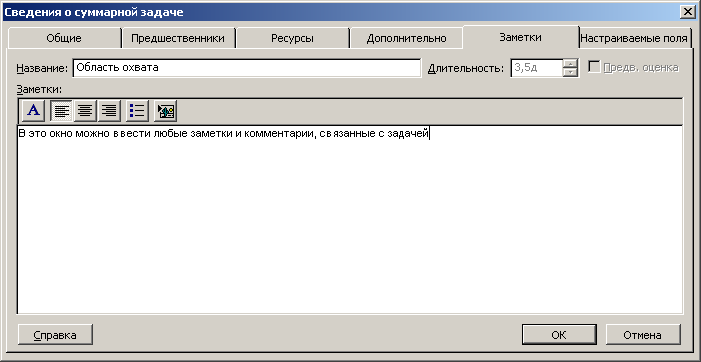 Сведения о суммарной задаче
Общие Предшественники Ресурсы Дополнительно Заметки Настраиваемые поля
Название: Область охвата Длительность: 3,5д Предв. оценка
Заметки:
A
В это окно можно ввести любые заметки и комментарии, связанные с задачей
Справка ОК Отмена